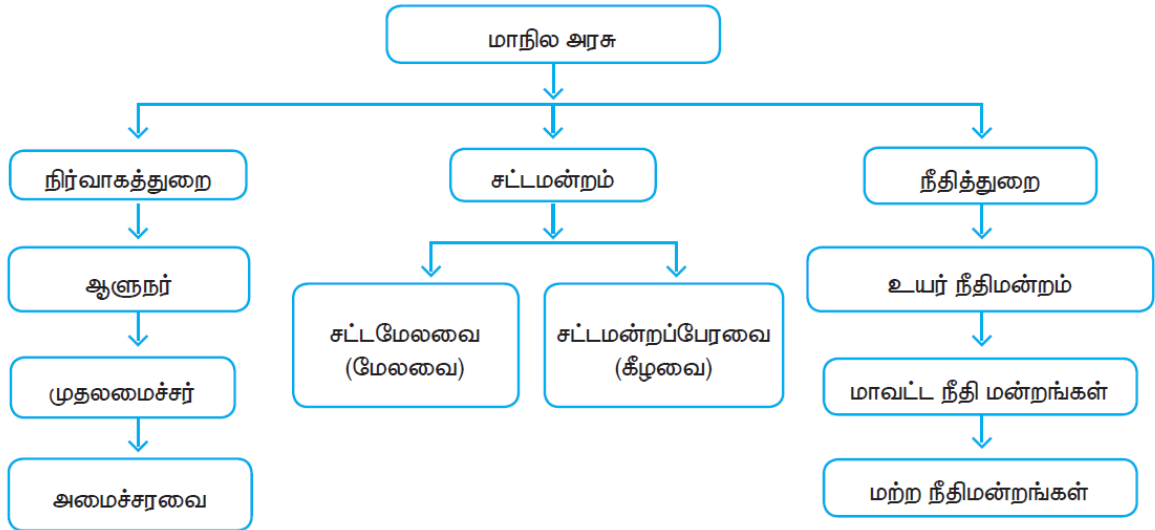 மாநில அரசு
நிர்வாகத்துறை
சட்டமன்றம்
நீதித்துறை
ஆளுநர்
சட்டமேலவை
(மேலவை)
சட்டமன்றப்பேரவை
(கீழவை)
உயர் நீதிமன்றம்
முதலமைச்சர்
மாவட்ட நீதி மன்றங்கள்
அமைச்சரவை
மற்ற நீதிமன்றங்கள்